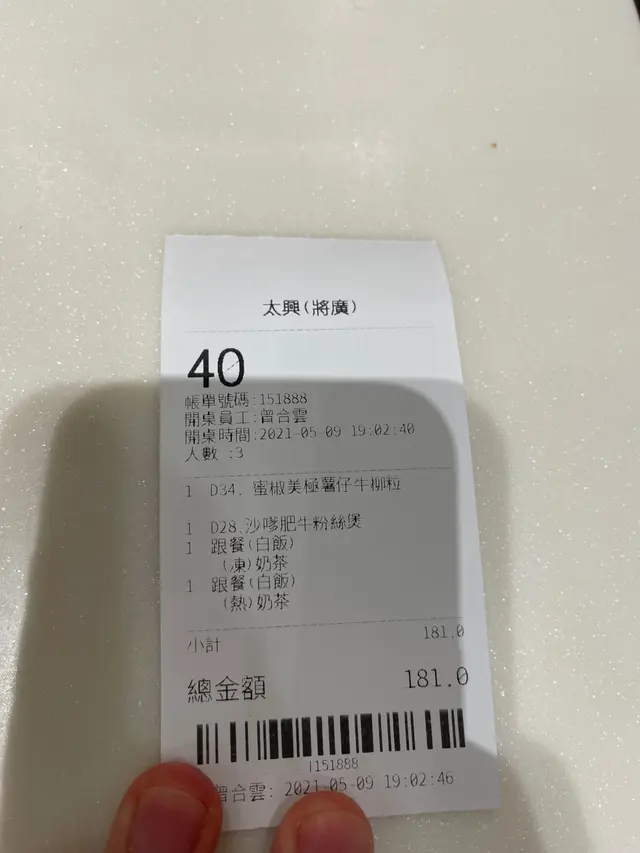 太興(將廣)
40
帳單號碼:151888
開桌員工:曾合雲
開桌時間:2021-05-09 19:02:40
人數 :3
1 D34. 蜜椒美極薯仔牛柳粒
1 D28.沙嗲肥牛粉絲煲
1 跟餐(白飯)
(凍)奶茶
1 跟餐(白飯)
(熱)奶茶
小計 181.0
總金額 181.0
I151888
曾合雲: 2021-05-09 19:02:46